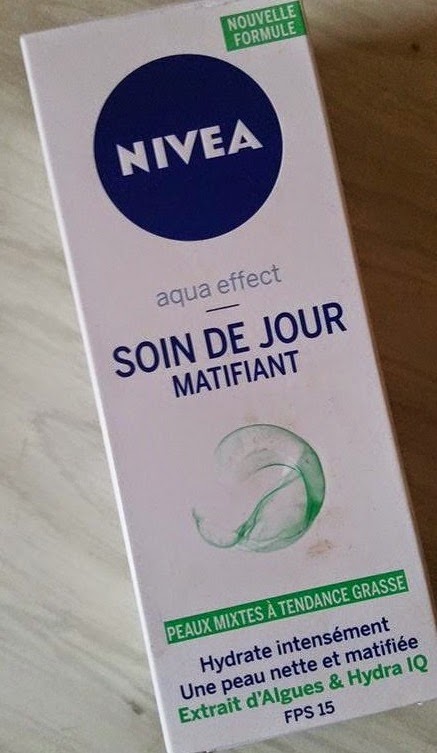 NOUVELLE
FORMULE
NIVEA
aqua effect
SOIN DE JOUR
MATIFIANT
PEAUX MIXTES À TENDANCE GRASSE
Hydrate intensément
Une peau nette et matifiée
Extrait d'Algues & Hydra IQ
FPS 15